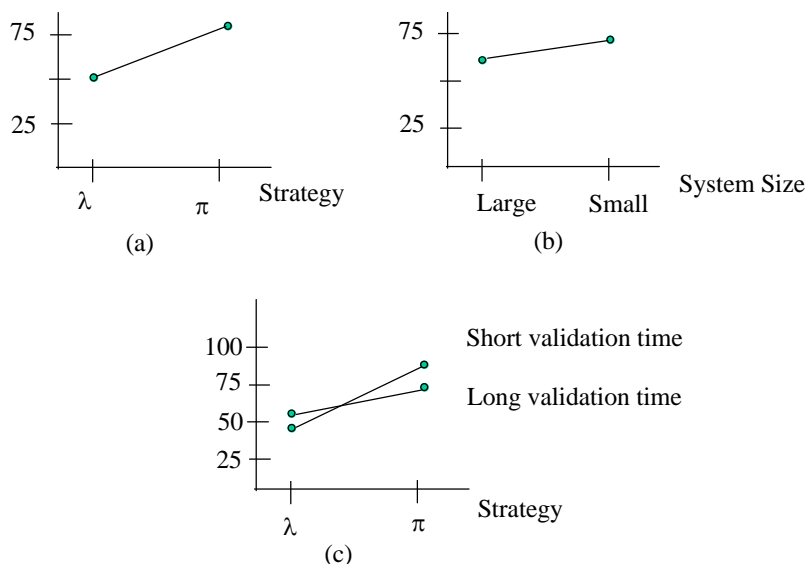 75
25
λ
π
Strategy
(a)
75
25
Large
Small
System Size
(b)
100
75
50
25
Short validation time
Long validation time
λ
π
Strategy
(c)